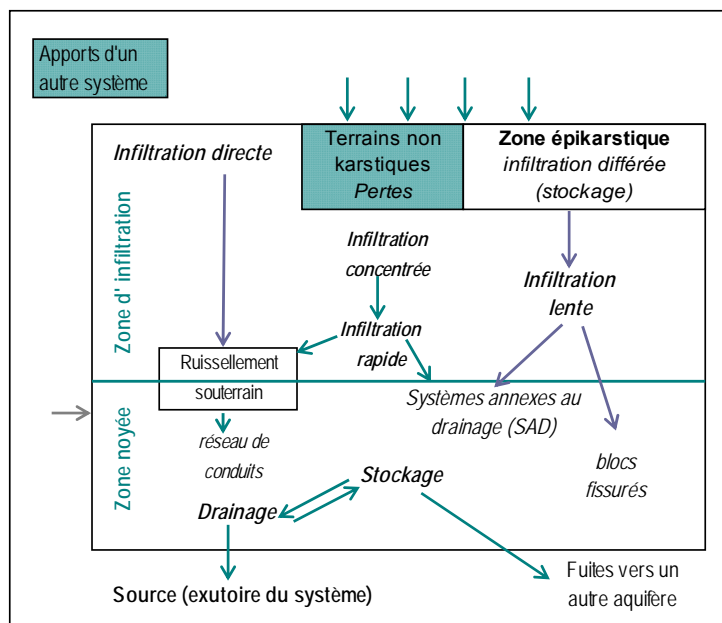 Apports d'un
autre système
Infiltration directe
Terrains non
karstiques
Pertes
Zone épikarstique
infiltration différée
(stockage)
Zone d' infiltration
Infiltration
concentrée
Infiltration
lente
Infiltration
rapide
Ruissellement
souterrain
Zone noyée
réseau de
conduits
Systèmes annexes au
drainage (SAD)
blocs
fissurés
Stockage
Drainage
Source (exutoire du système)
Fuites vers un
autre aquifère